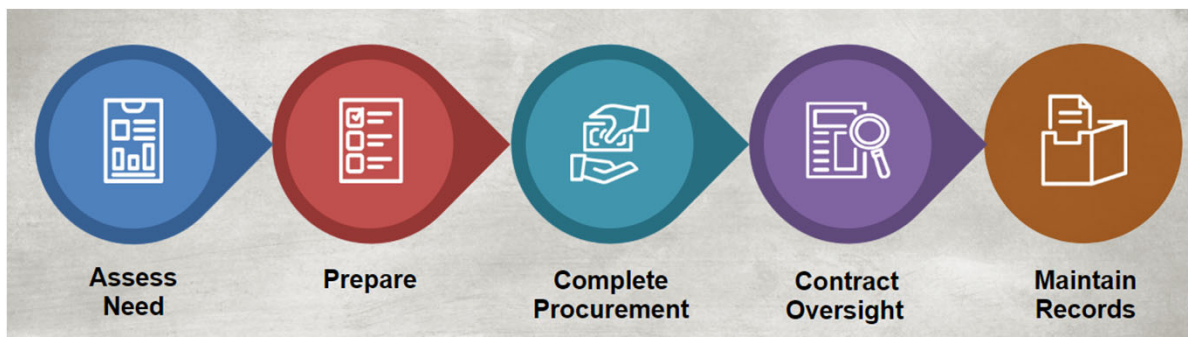 Assess
Need
Prepare
Complete
Procurement
Contract
Oversight
Maintain
Records